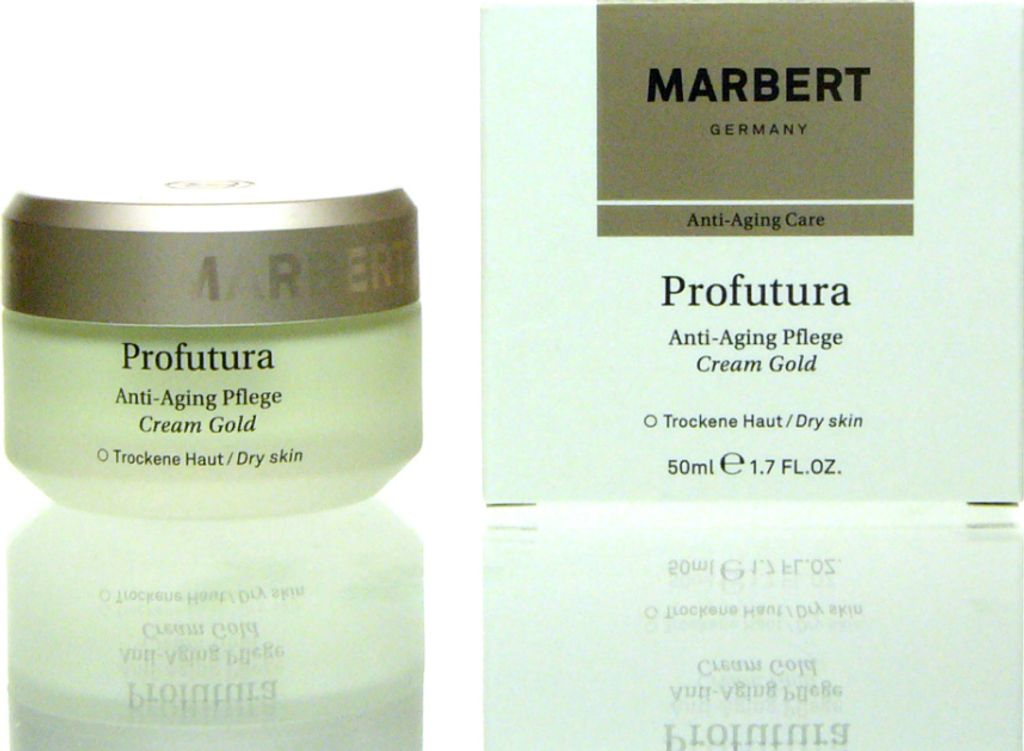 MARBERT
Profutura
Anti-Aging Pflege
Cream Gold
Trockene Haut / Dry skin
MARBERT
GERMANY
Anti-Aging Care
Profutura
Anti-Aging Pflege
Cream Gold
Trockene Haut / Dry skin
50ml ℮ 1.7 FL.OZ.